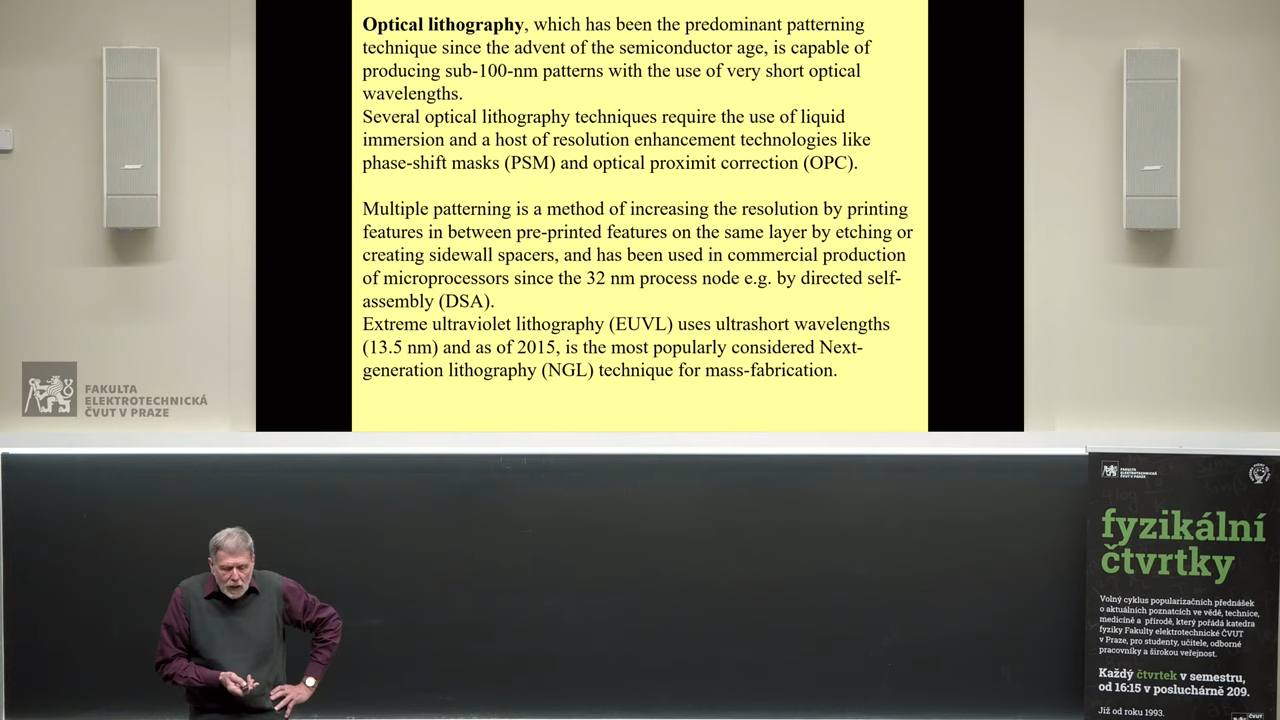 Optical lithography, which has been the predominant patterning
technique since the advent of the semiconductor age, is capable of
producing sub-100-nm patterns with the use of very short optical
wavelengths.
Several optical lithography techniques require the use of liquid
immersion and a host of resolution enhancement technologies like
phase-shift masks (PSM) and optical proximit correction (OPC).
Multiple patterning is a method of increasing the resolution by printing
features in between pre-printed features on the same layer by etching or
creating sidewall spacers, and has been used in commercial production
of microprocessors since the 32 nm process node e.g. by directed self-
assembly (DSA).
Extreme ultraviolet lithography (EUVL) uses ultrashort wavelengths
(13.5 nm) and as of 2015, is the most popularly considered Next-
generation lithography (NGL) technique for mass-fabrication.
FAKULTA
ELEKTROTECHNICKÁ
ČVUT V PRAZE
FAKULTA
ELEKTROTECHNICKÁ
ČVUT V PRAZE
fyzikální
čtvrtky
Volný cyklus popularizačních přednášek
o aktuálních poznatcích ve vědě, technice,
medicíně a přírodě, který pořádá katedra
fyziky Fakulty elektrotechnické ČVUT
v Praze, pro studenty, učitele, odborné
pracovníky a širokou veřejnost.
Každý čtvrtek v semestru,
od 16:15 v posluchárně 209.
Již od roku 1993.
ČVUT